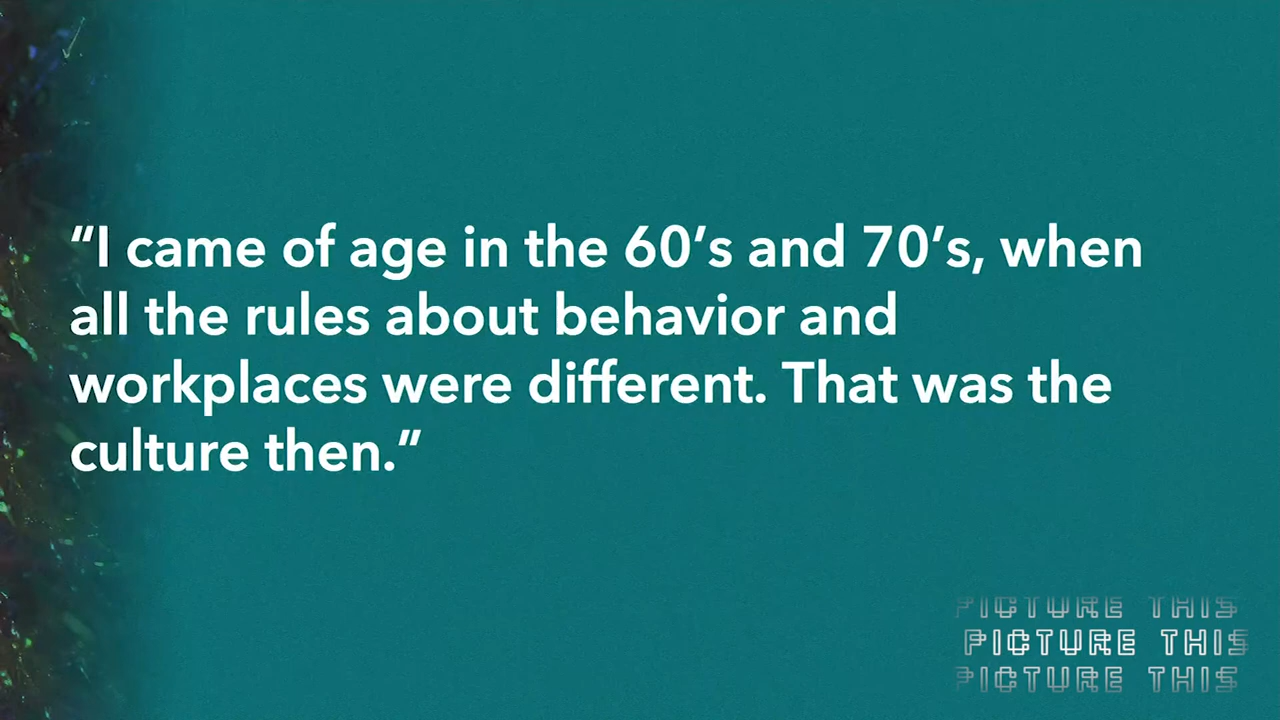 “I came of age in the 60’s and 70’s, when
all the rules about behavior and
workplaces were different. That was the
culture then.”
PICTURE THIS
PICTURE THIS
PICTURE THIS